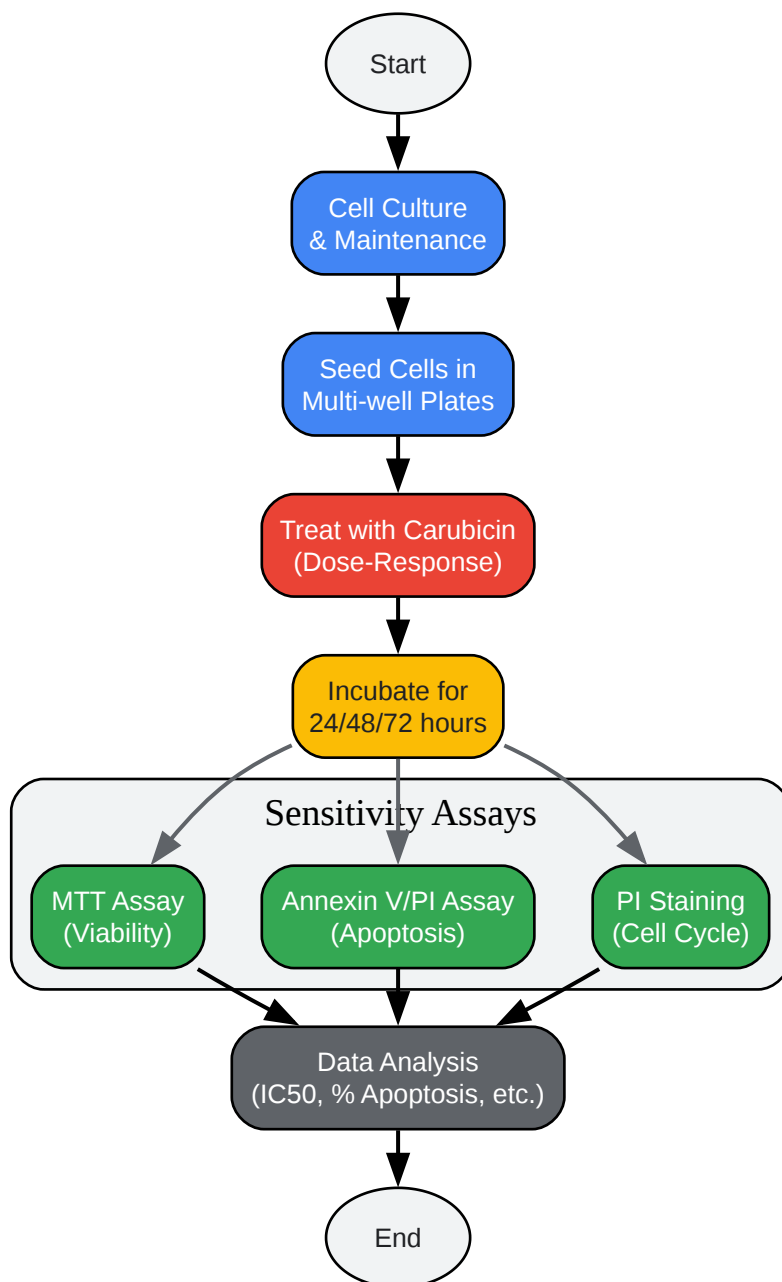 Start
Cell Culture
& Maintenance
Seed Cells in
Multi-well Plates
Treat with Carubicin
(Dose-Response)
Incubate for
24/48/72 hours
Sensitivity Assays
MTT Assay
(Viability)
Annexin V/PI Assay
(Apoptosis)
PI Staining
(Cell Cycle)
Data Analysis
(IC50, % Apoptosis, etc.)
End